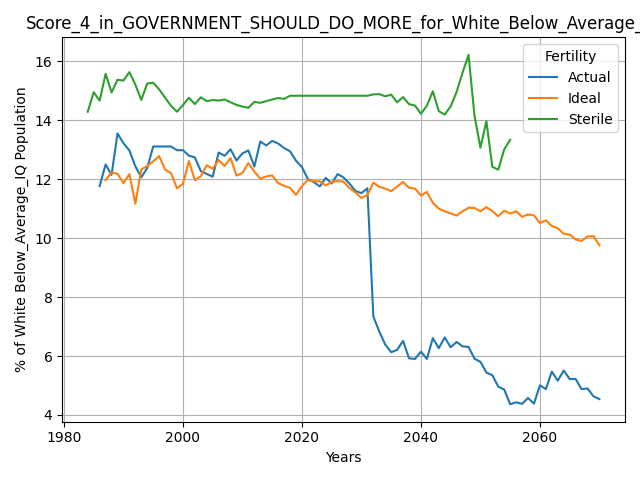 Score_4_in_GOVERNMENT_SHOULD_DO_MORE_for_White_Below_Average_
16
14
12
10
8
6
4
% of White Below_Average_IQ Population
Fertility
Actual
Ideal
Sterile
1980
2000
2020
2040
2060
Years